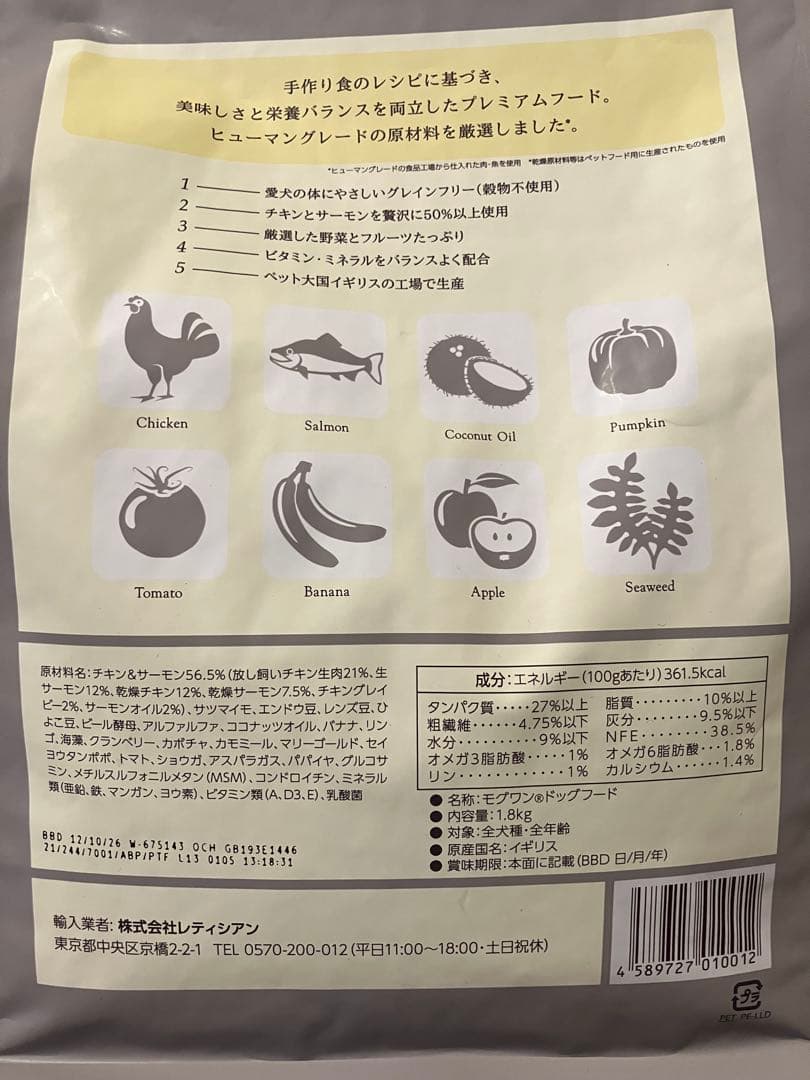 手作り食のレシピに基づき、
美味しさと栄養バランスを両立したプレミアムフード。
ヒューマングレードの原材料を厳選しました*。
*ヒューマングレードの食品工場から仕入れた肉・魚を使用 *乾燥原材料等はペットフード用に生産されたものを使用
1 愛犬の体にやさしいグレインフリー(穀物不使用)
2 チキンとサーモンを贅沢に50%以上使用
3 厳選した野菜とフルーツたっぷり
4 ビタミン・ミネラルをバランスよく配合
5 ペット大国イギリスの工場で生産
Chicken Salmon Coconut Oil Pumpkin
Tomato Banana Apple Seaweed
原材料名:チキン&サーモン56.5%(放し飼いチキン生肉21%、生
サーモン12%、乾燥チキン12%、乾燥サーモン7.5%、チキングレイ
ビー2%、サーモンオイル2%)、サツマイモ、エンドウ豆、レンズ豆、ひ
よこ豆、ビール酵母、アルファルファ、ココナッツオイル、バナナ、リン
ゴ、海藻、クランベリー、カボチャ、カモミール、マリーゴールド、セイ
ヨウタンポポ、トマト、ショウガ、アスパラガス、パパイヤ、グルコサ
ミン、メチルスルフォニルメタン(MSM)、コンドロイチン、ミネラル
類(亜鉛、鉄、マンガン、ヨウ素)、ビタミン類(A、D3、E)、乳酸菌
BBD 12/10/26 W-675143 OCH GB193E1446
21/244/7001/ABP/PTF L13 0105 13:18:31
成分:エネルギー(100gあたり)361.5kcal
タンパク質・・・・・27%以上 脂質・・・・・・・・・10%以上
粗繊維・・・・・・4.75%以下 灰分・・・・・・・・9.5%以下
水分・・・・・・・・・・9%以下 NFE・・・・・・・・・38.5%
オメガ3脂肪酸・・・・・1% オメガ6脂肪酸・・・1.8%
リン・・・・・・・・・・・・1% カルシウム・・・・・1.4%
● 名称:モグワン®ドッグフード
● 内容量:1.8kg
● 対象:全犬種・全年齢
● 原産国名:イギリス
● 賞味期限:本面に記載(BBD 日/月/年)
輸入業者:株式会社レティシアン
東京都中央区京橋2-2-1 TEL 0570-200-012(平日11:00〜18:00・土日祝休)
4 589727 010012
プラ
PET, PE-LLD